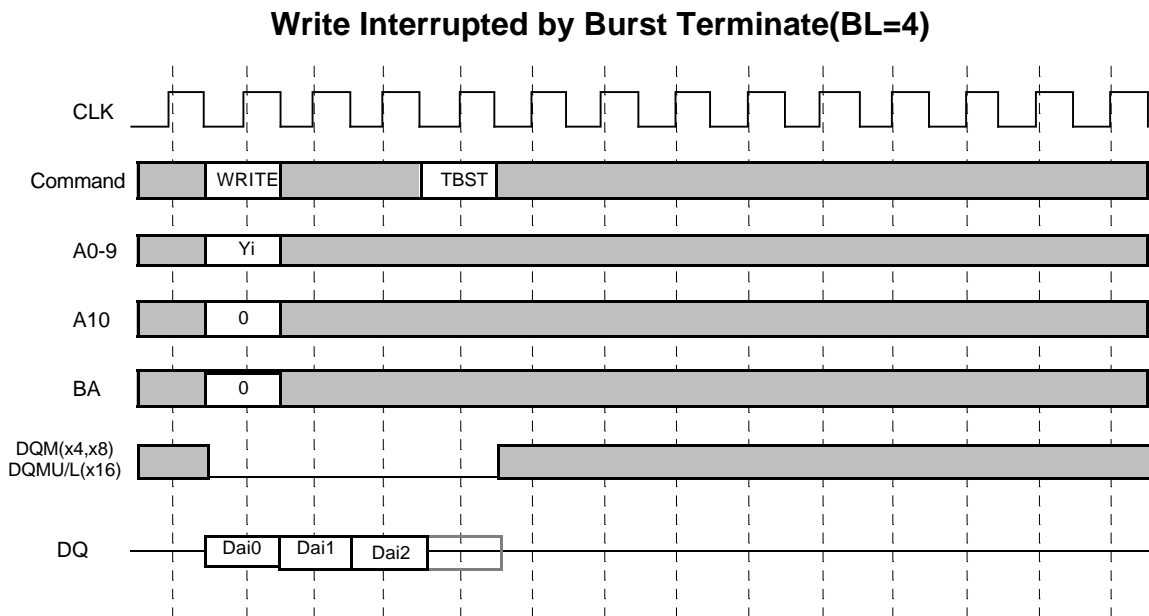 Write Interrupted by Burst Terminate(BL=4)
CLK
Command WRITE TBST
A0-9 Yi
A10 0
BA 0
DQM(x4,x8)
DQMU/L(x16)
DQ Dai0 Dai1 Dai2